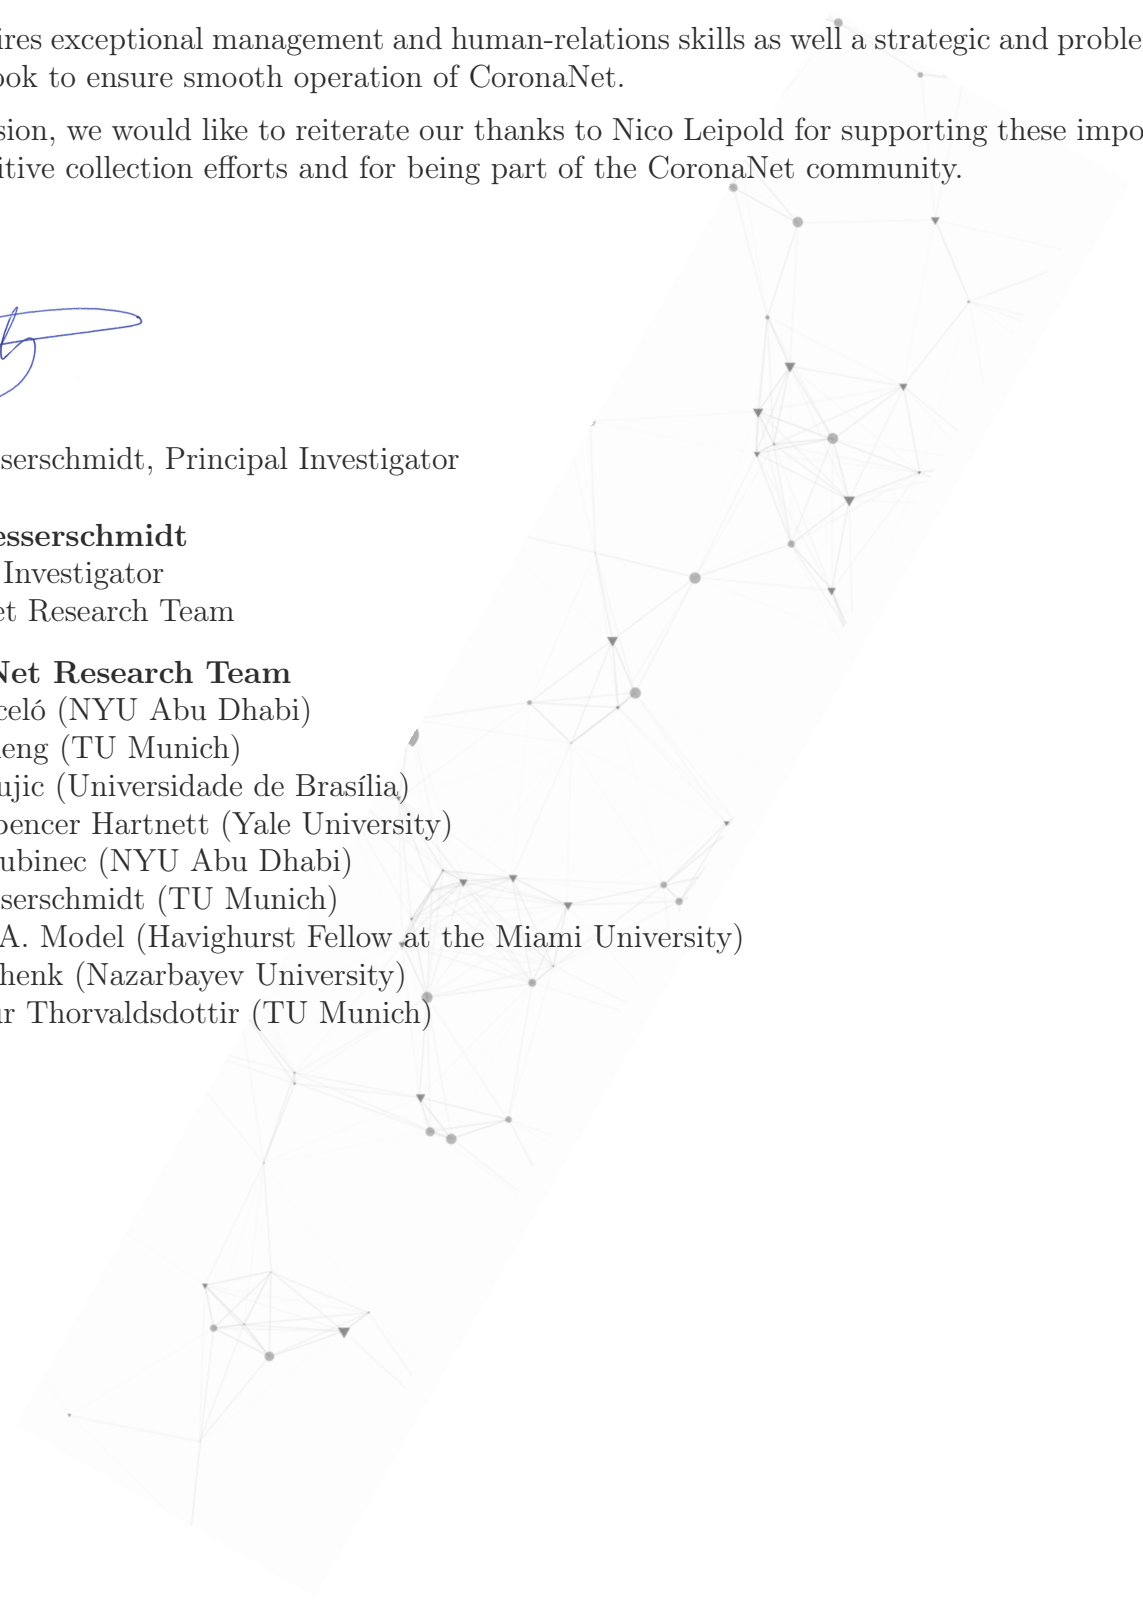 ires exceptional management and human-relations skills as well a strategic and proble
ook to ensure smooth operation of CoronaNet.
sion, we would like to reiterate our thanks to Nico Leipold for supporting these impo
itive collection efforts and for being part of the CoronaNet community.
serschmidt, Principal Investigator
esserschmidt
Investigator
et Research Team
Net Research Team
celó (NYU Abu Dhabi)
eng (TU Munich)
ujic (Universidade de Brasília)
pencer Hartnett (Yale University)
ubinec (NYU Abu Dhabi)
serschmidt (TU Munich)
A. Model (Havighurst Fellow at the Miami University)
henk (Nazarbayev University)
ur Thorvaldsdottir (TU Munich)